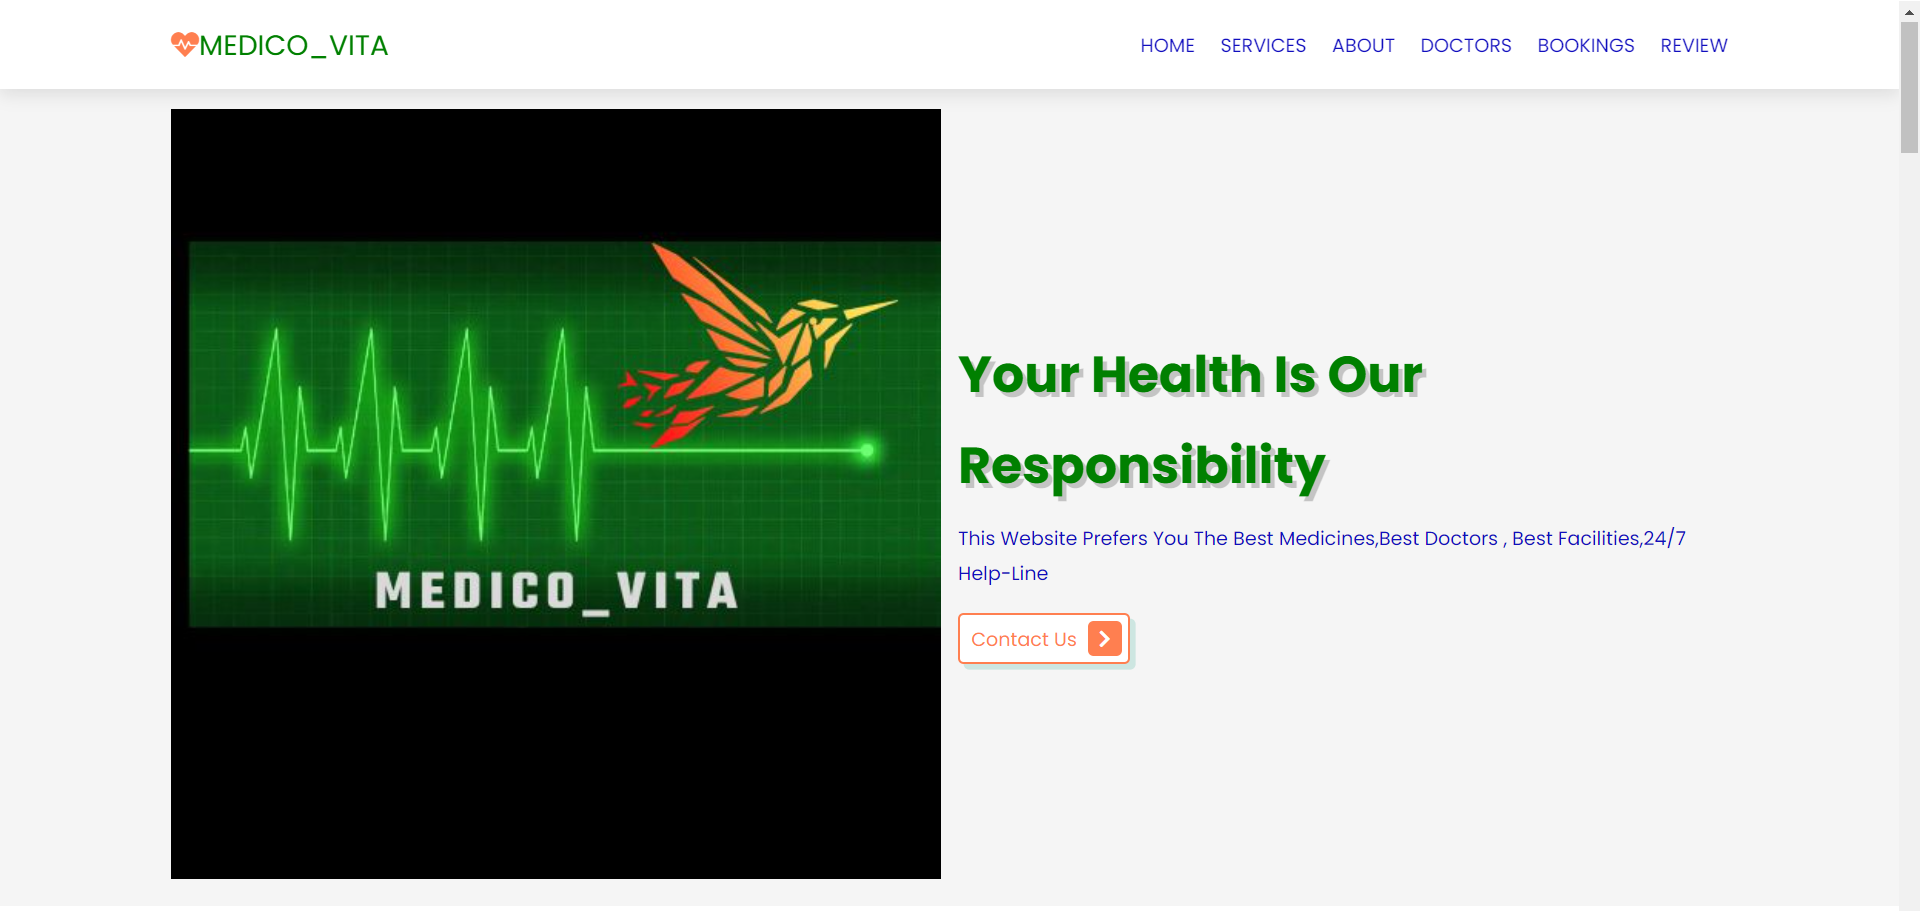 MEDICO_VITA
HOME SERVICES ABOUT DOCTORS BOOKINGS REVIEW
MEDICO_VITA
Your Health Is Our
Responsibility
This Website Prefers You The Best Medicines,Best Doctors , Best Facilities,24/7
Help-Line
Contact Us